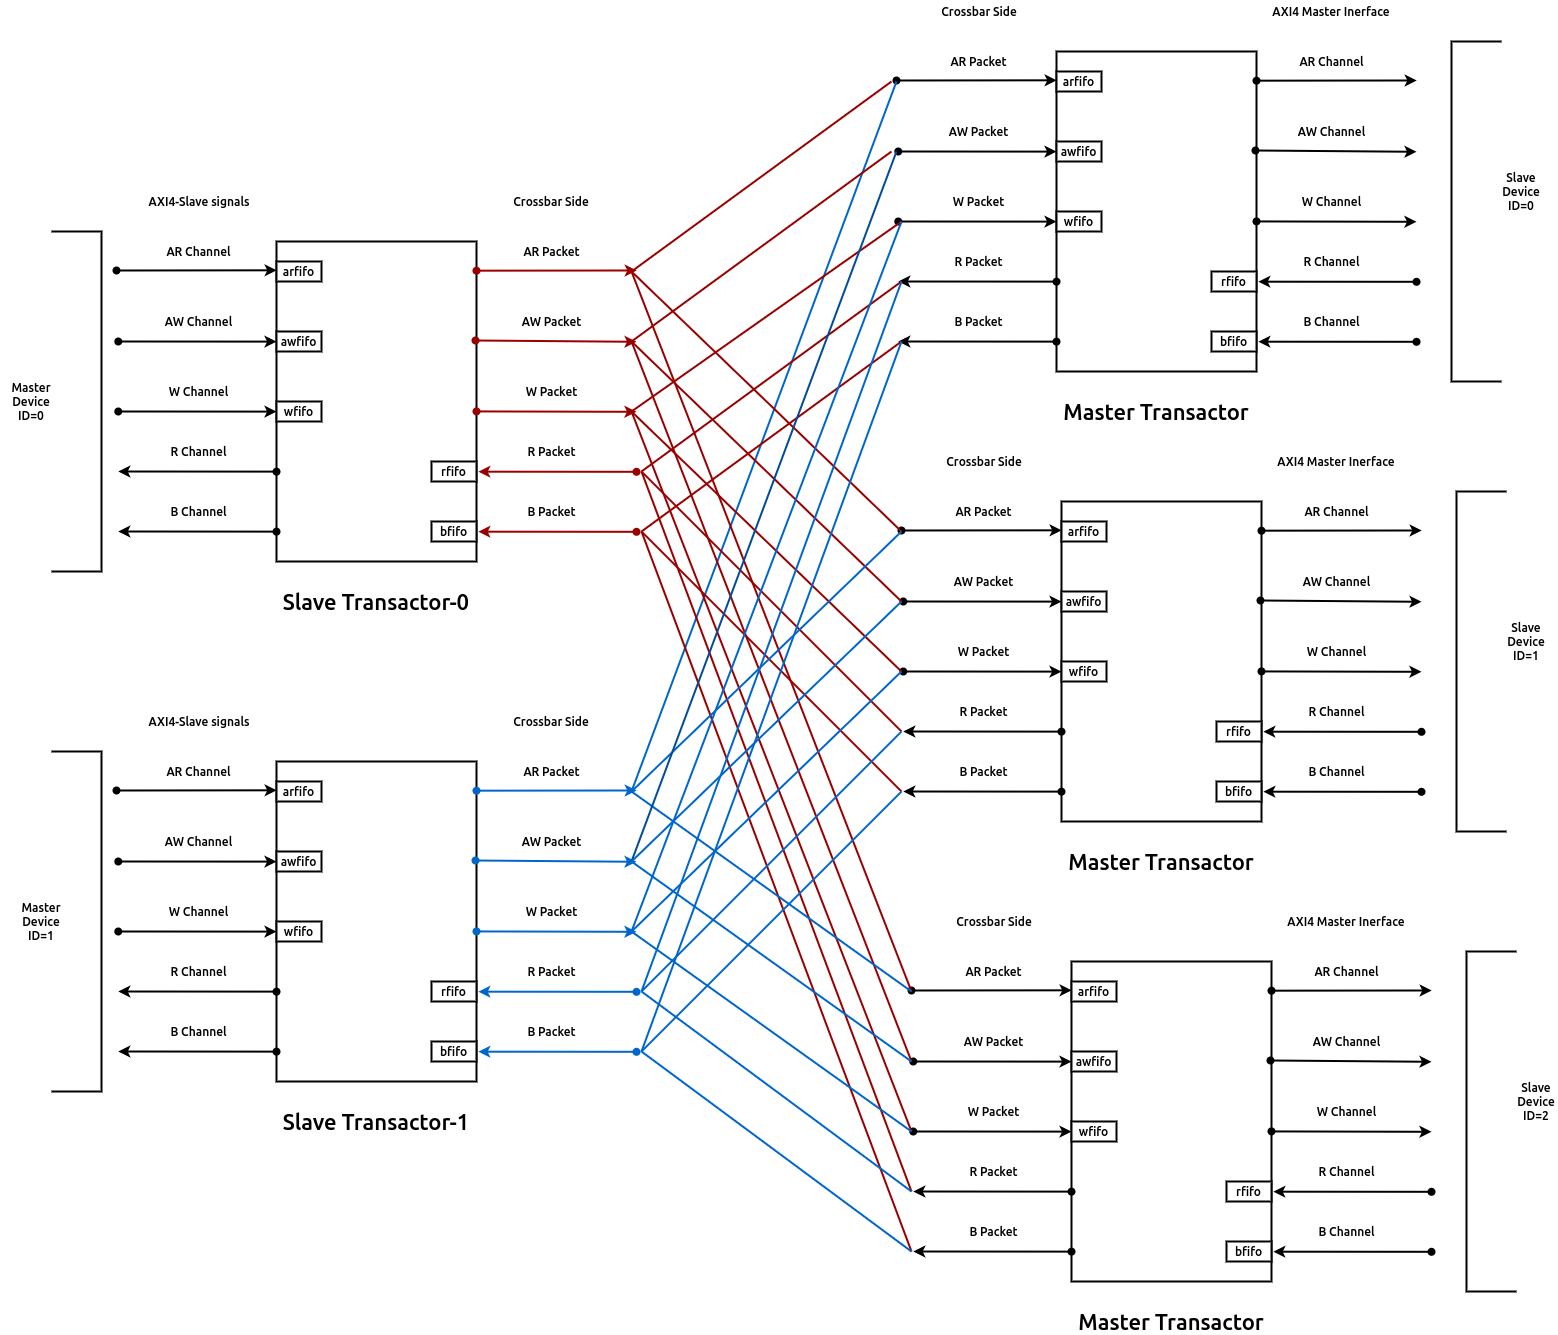 AXI4-Slave signals
Crossbar Side
Master
Device
ID=0
AR Channel
arfifo
AR Packet
AW Channel
awfifo
AW Packet
W Channel
wfifo
W Packet
R Channel
rfifo
R Packet
B Channel
bfifo
B Packet
Slave Transactor-0
AXI4-Slave signals
Crossbar Side
Master
Device
ID=1
AR Channel
arfifo
AR Packet
AW Channel
awfifo
AW Packet
W Channel
wfifo
W Packet
R Channel
rfifo
R Packet
B Channel
bfifo
B Packet
Slave Transactor-1
Crossbar Side
AXI4 Master Inerface
AR Packet
arfifo
AR Channel
AW Packet
awfifo
AW Channel
W Packet
wfifo
W Channel
R Packet
rfifo
R Channel
B Packet
bfifo
B Channel
Slave
Device
ID=0
Master Transactor
Crossbar Side
AXI4 Master Inerface
AR Packet
arfifo
AR Channel
AW Packet
awfifo
AW Channel
W Packet
wfifo
W Channel
R Packet
rfifo
R Channel
B Packet
bfifo
B Channel
Slave
Device
ID=1
Master Transactor
Crossbar Side
AXI4 Master Inerface
AR Packet
arfifo
AR Channel
AW Packet
awfifo
AW Channel
W Packet
wfifo
W Channel
R Packet
rfifo
R Channel
B Packet
bfifo
B Channel
Slave
Device
ID=2
Master Transactor